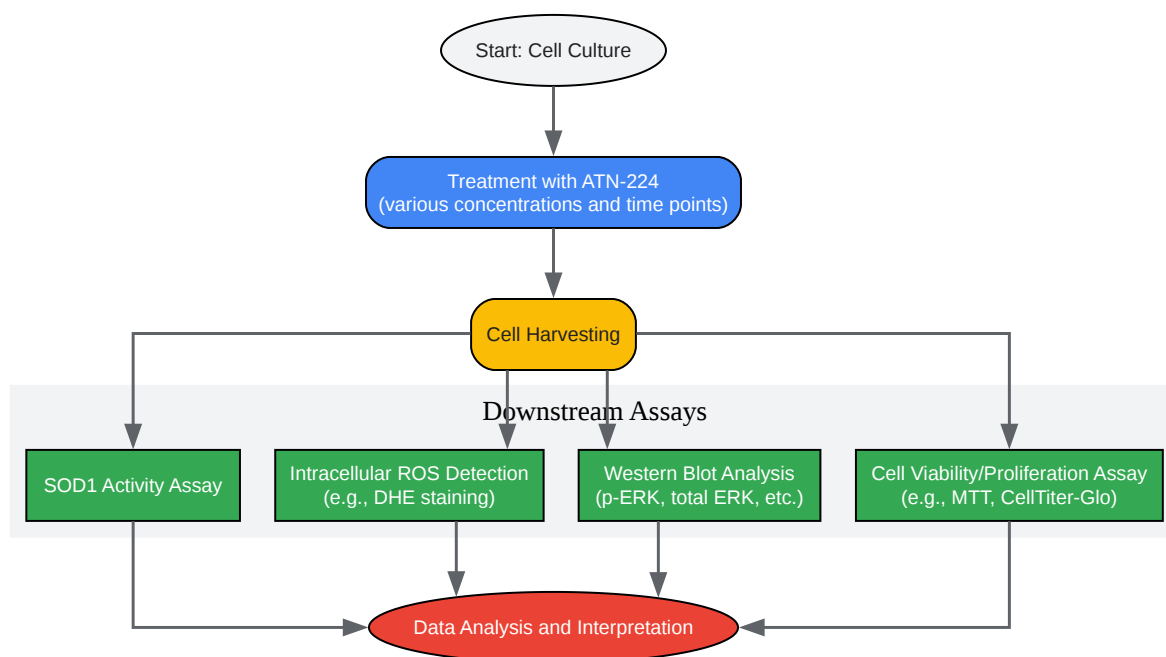 Start: Cell Culture
Treatment with ATN-224
(various concentrations and time points)
Cell Harvesting
Downstream Assays
SOD1 Activity Assay
Intracellular ROS Detection
(e.g., DHE staining)
Western Blot Analysis
(p-ERK, total ERK, etc.)
Cell Viability/Proliferation Assay
(e.g., MTT, CellTiter-Glo)
Data Analysis and Interpretation